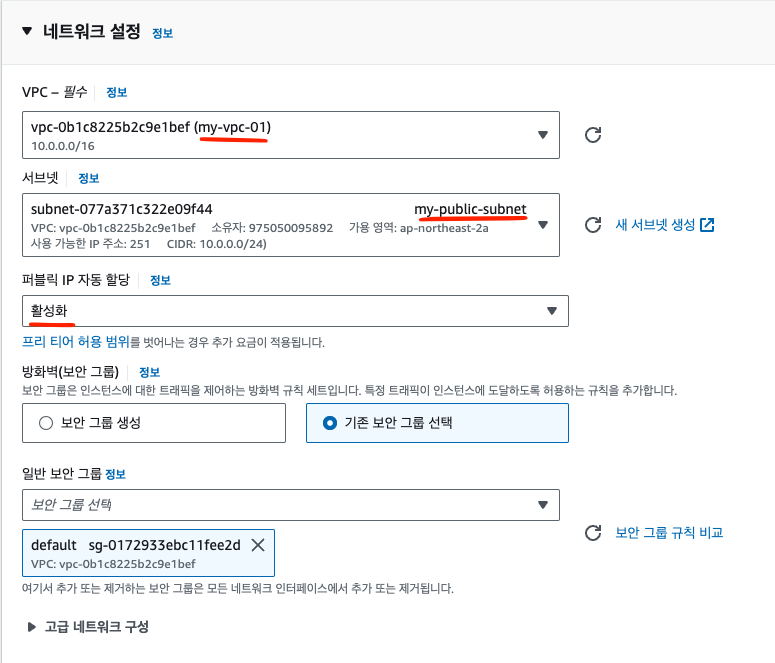 네트워크 설정 정보
VPC – 필수 정보
vpc-0b1c8225b2c9e1bef (my-vpc-01)
10.0.0.0/16
서브넷 정보
subnet-077a371c322e09f44 my-public-subnet
VPC: vpc-0b1c8225b2c9e1bef 소유자: 975050095892 가용 영역: ap-northeast-2a
사용 가능한 IP 주소: 251 CIDR: 10.0.0.0/24)
새 서브넷 생성
퍼블릭 IP 자동 할당 정보
활성화
프리 티어 허용 범위를 벗어나는 경우 추가 요금이 적용됩니다.
방화벽(보안 그룹) 정보
보안 그룹은 인스턴스에 대한 트래픽을 제어하는 방화벽 규칙 세트입니다. 특정 트래픽이 인스턴스에 도달하도록 허용하는 규칙을 추가합니다.
보안 그룹 생성
기존 보안 그룹 선택
일반 보안 그룹 정보
보안 그룹 선택
default sg-0172933ebc11fee2d
VPC: vpc-0b1c8225b2c9e1bef
보안 그룹 규칙 비교
여기서 추가 또는 제거하는 보안 그룹은 모든 네트워크 인터페이스에서 추가 또는 제거됩니다.
고급 네트워크 구성